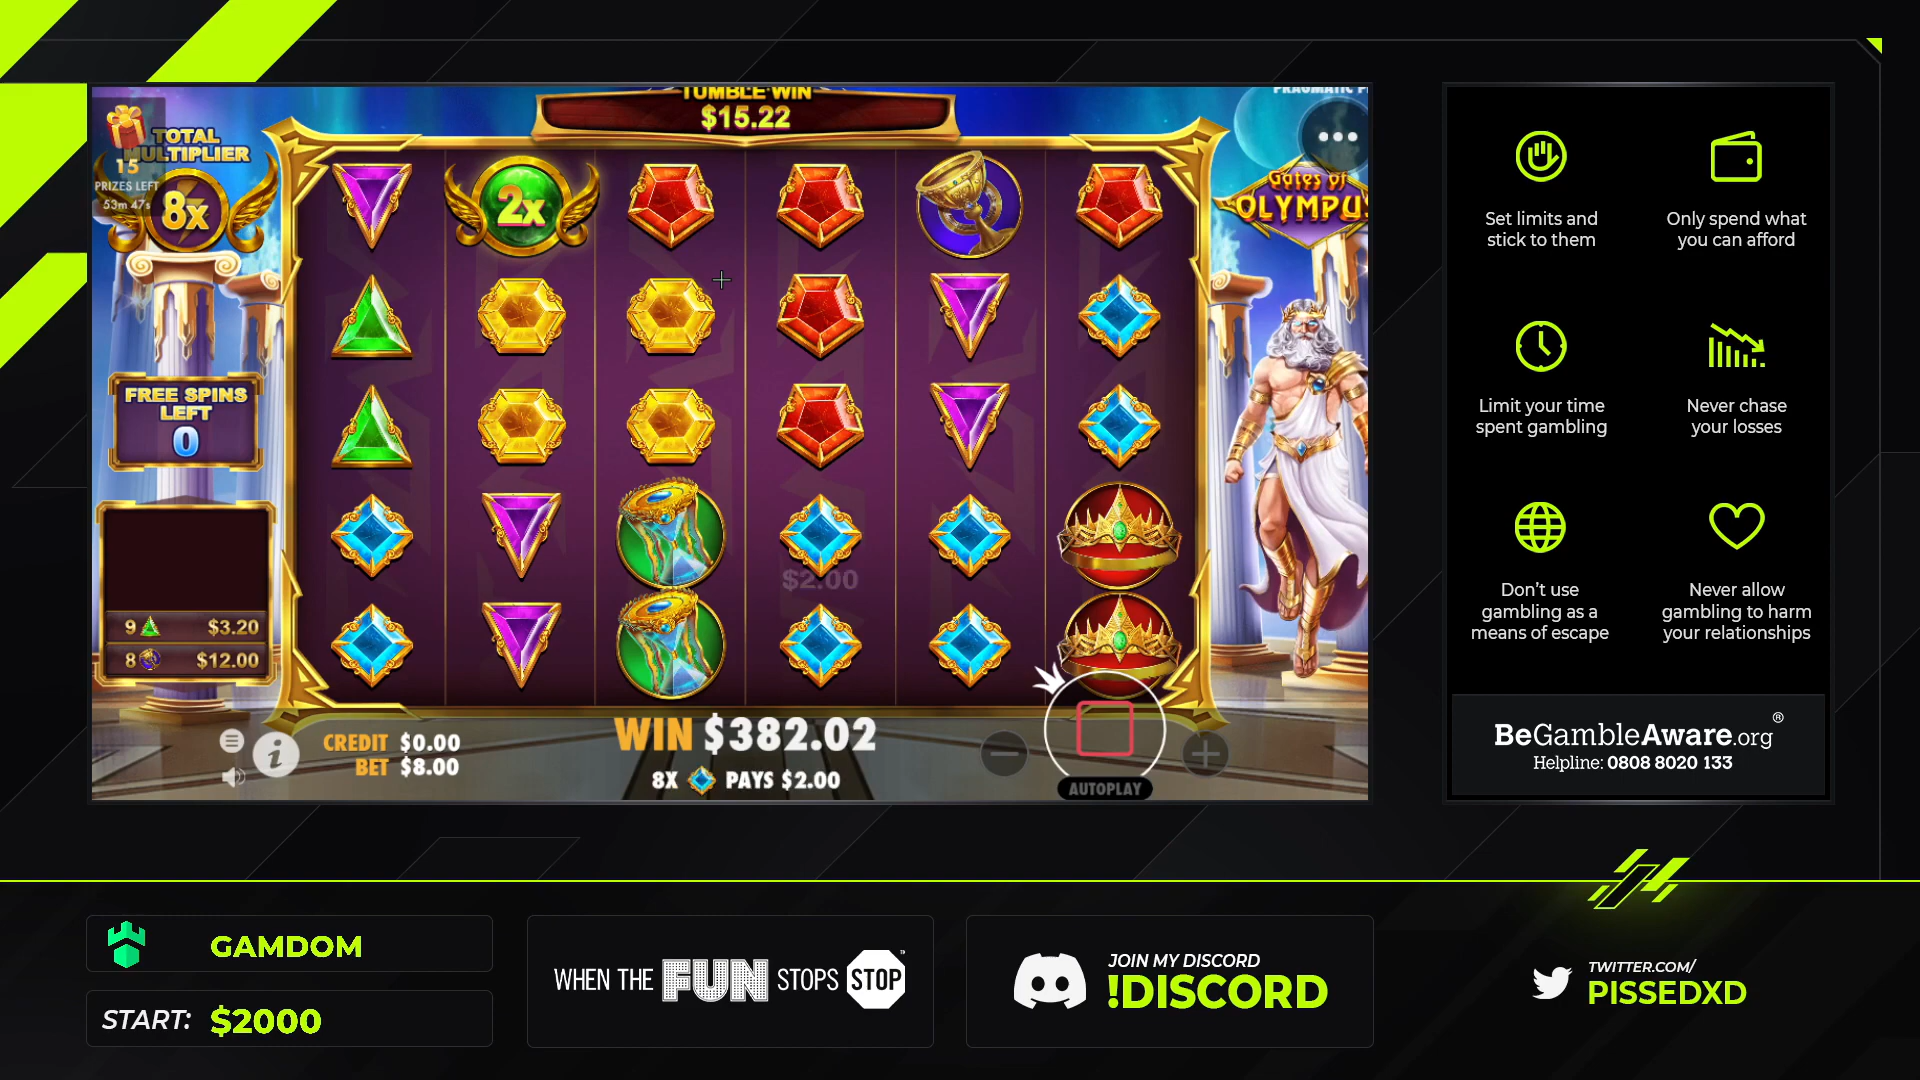 TUMBLE WIN
$15.22
PRAGMATIC P
TOTAL
MULTIPLIER
15
PRIZES LEFT
53m 47s
8x
2x
Gates of
OLYMPUS
FREE SPINS
LEFT
0
$2.00
9 $3.20
8 $12.00
CREDIT $0.00
BET $8.00
WIN $382.02
8X PAYS $2.00
AUTOPLAY
Set limits and
stick to them
Only spend what
you can afford
Limit your time
spent gambling
Never chase
your losses
Don't use
gambling as a
means of escape
Never allow
gambling to harm
your relationships
BeGambleAware.org®
Helpline: 0808 8020 133
GAMDOM
START: $2000
WHEN THE FUN STOPS STOP™
JOIN MY DISCORD
!DISCORD
TWITTER.COM/
PISSEDXD